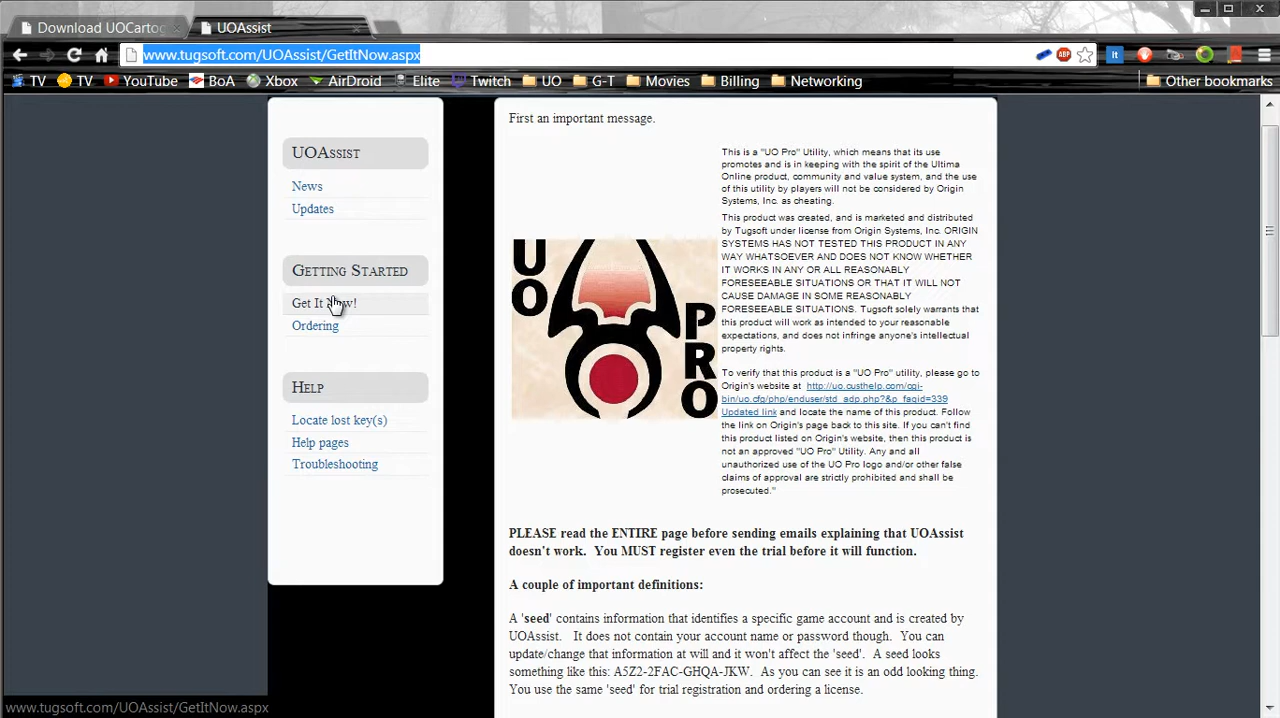 Download UOCartog
UOAssist
www.tugsoft.com/UOAssist/GetItNow.aspx
TV TV YouTube BoA Xbox AirDroid Elite Twitch UO G-T Movies Billing Networking Other bookmarks
UOAssist
News
Updates
Getting Started
Get It Now!
Ordering
Help
Locate lost key(s)
Help pages
Troubleshooting
First an important message.
UO
PRO
This is a "UO Pro" Utility, which means that its use
promotes and is in keeping with the spirit of the Ultima
Online product, community and value system, and the use
of this utility by players will not be considered by Origin
Systems, Inc. as cheating.
This product was created, and is marketed and distributed
by Tugsoft under license from Origin Systems, Inc. ORIGIN
SYSTEMS HAS NOT TESTED THIS PRODUCT IN ANY
WAY WHATSOEVER AND DOES NOT KNOW WHETHER
IT WORKS IN ANY OR ALL REASONABLY
FORESEEABLE SITUATIONS OR THAT IT WILL NOT
CAUSE DAMAGE IN SOME REASONABLY
FORESEEABLE SITUATIONS. Tugsoft solely warrants that
this product will work as intended to your reasonable
expectations, and does not infringe anyone's intellectual
property rights.
To verify that this product is a "UO Pro" utility, please go to
Origin's website at http://uo.custhelp.com/cgi-
bin/uo.cfg/php/enduser/std_adp.php?&p_faqid=339
Updated link and locate the name of this product. Follow
the link on Origin's page back to this site. If you can't find
this product listed on Origin's website, then this product is
not an approved "UO Pro" Utility. Any and all
unauthorized use of the UO Pro logo and/or other false
claims of approval are strictly prohibited and shall be
prosecuted."
PLEASE read the ENTIRE page before sending emails explaining that UOAssist
doesn't work. You MUST register even the trial before it will function.
A couple of important definitions:
A 'seed' contains information that identifies a specific game account and is created by
UOAssist. It does not contain your account name or password though. You can
update/change that information at will and it won't affect the 'seed'. A seed looks
something like this: A5Z2-2FAC-GHQA-JKW. As you can see it is an odd looking thing.
You use the same 'seed' for trial registration and ordering a license.
www.tugsoft.com/UOAssist/GetItNow.aspx